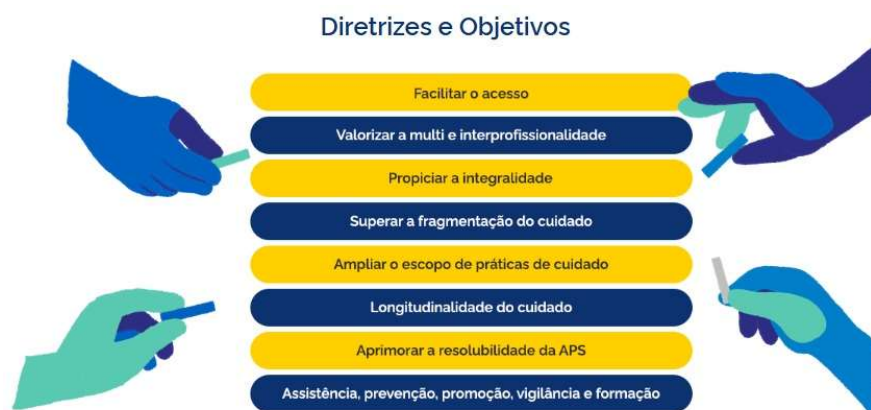 Diretrizes e Objetivos
Facilitar o acesso
Valorizar a multi e interprofissionalidade
Propiciar a integralidade
Superar a fragmentação do cuidado
Ampliar o escopo de práticas de cuidado
Longitudinalidade do cuidado
Aprimorar a resolubilidade da APS
Assistência, prevenção, promoção, vigilância e formação